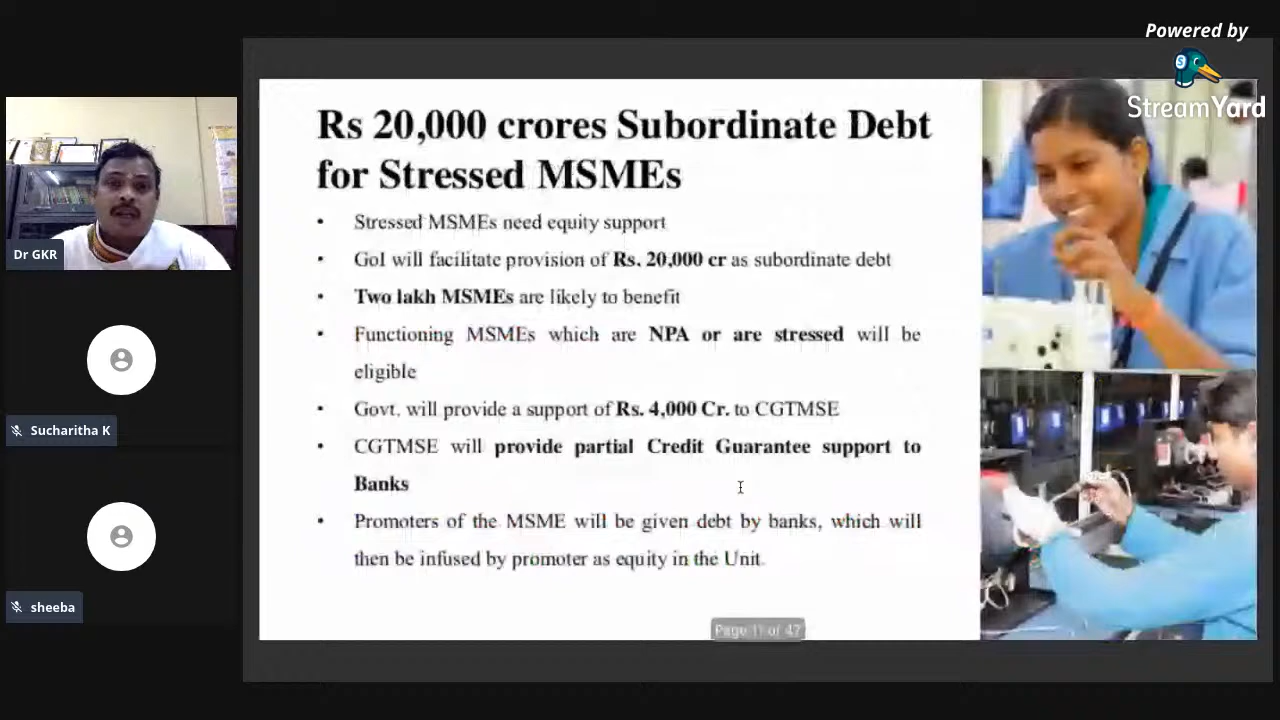 Powered by
StreamYard
Rs 20,000 crores Subordinate Debt
for Stressed MSMEs
• Stressed MSMEs need equity support
• GoI will facilitate provision of Rs. 20,000 cr as subordinate debt
• Two lakh MSMEs are likely to benefit
• Functioning MSMEs which are NPA or are stressed will be
eligible
• Govt. will provide a support of Rs. 4,000 Cr. to CGTMSE
• CGTMSE will provide partial Credit Guarantee support to
Banks
• Promoters of the MSME will be given debt by banks, which will
then be infused by promoter as equity in the Unit.
Page 11 of 47
Dr GKR
Sucharitha K
sheeba